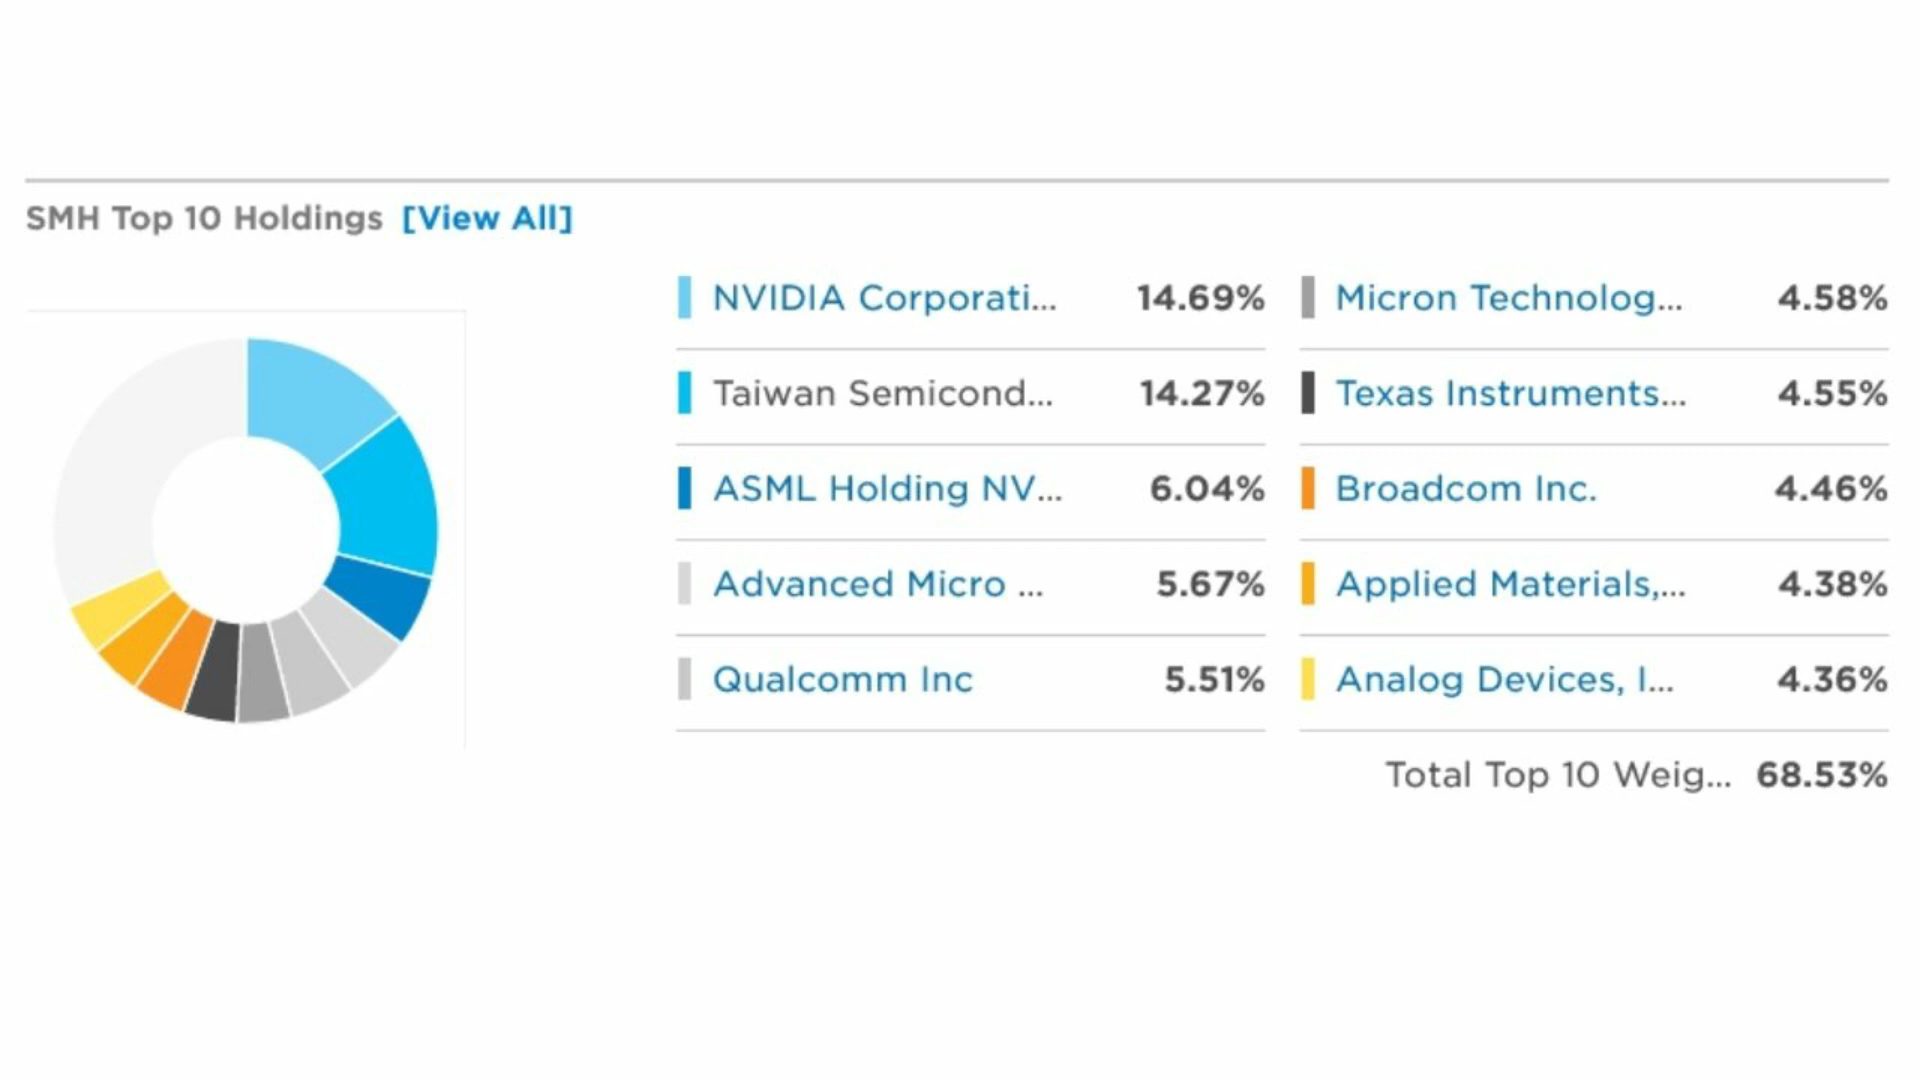 SMH Top 10 Holdings [View All]
NVIDIA Corporati... 14.69%
Taiwan Semicond... 14.27%
ASML Holding NV... 6.04%
Advanced Micro ... 5.67%
Qualcomm Inc 5.51%
Micron Technolog... 4.58%
Texas Instruments... 4.55%
Broadcom Inc. 4.46%
Applied Materials,... 4.38%
Analog Devices, I... 4.36%
Total Top 10 Weig... 68.53%